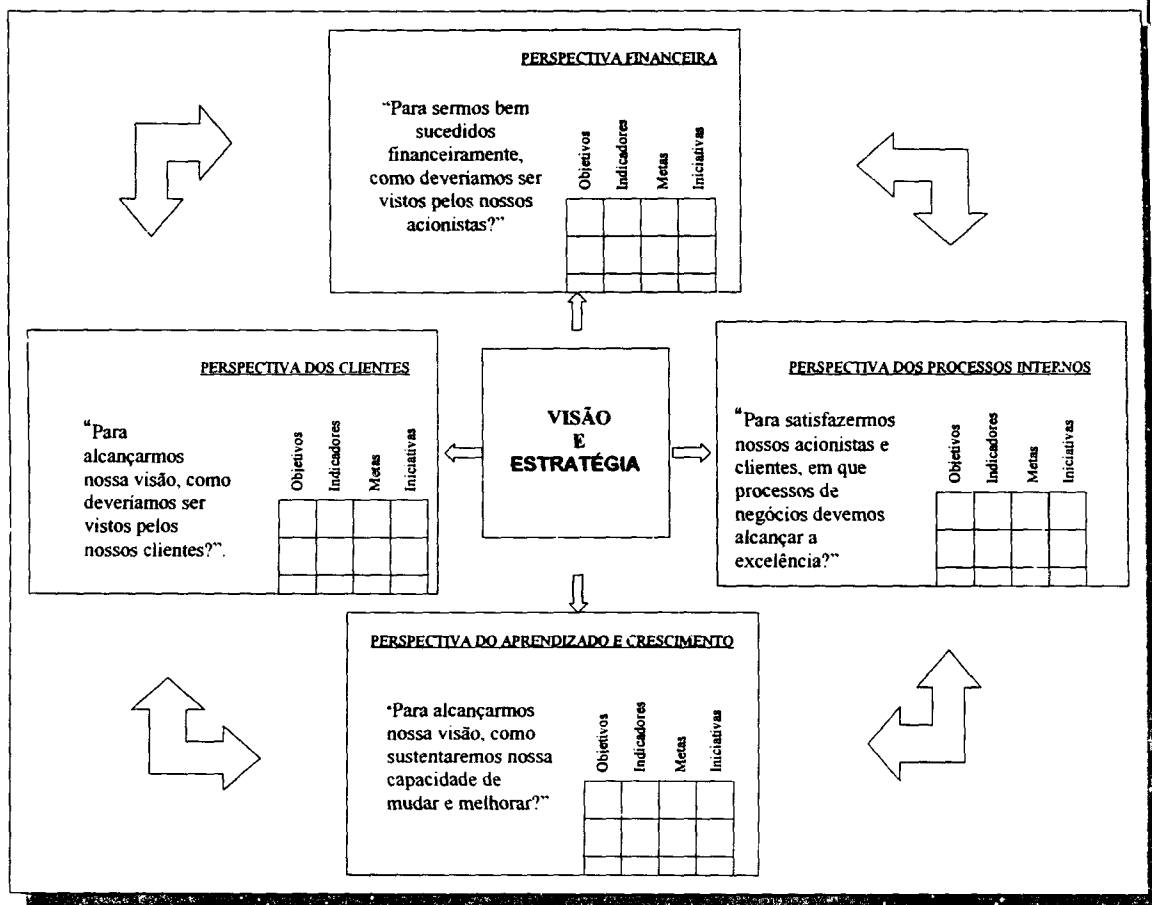 PERSPECTIVA FINANCEIRA
“Para sermos bem
sucedidos
financeiramente,
como deveríamos ser
vistos pelos nossos
acionistas?”
Objetivos
Indicadores
Metas
Iniciativas
PERSPECTIVA DOS CLIENTES
“Para
alcançarmos
nossa visão, como
deveríamos ser
vistos pelos
nossos clientes?”.
Objetivos
Indicadores
Metas
Iniciativas
VISÃO
E
ESTRATÉGIA
PERSPECTIVA DOS PROCESSOS INTERNOS
“Para satisfazermos
nossos acionistas e
clientes, em que
processos de
negócios devemos
alcançar a
excelência?”
Objetivos
Indicadores
Metas
Iniciativas
PERSPECTIVA DO APRENDIZADO E CRESCIMENTO
“Para alcançarmos
nossa visão, como
sustentaremos nossa
capacidade de
mudar e melhorar?”
Objetivos
Indicadores
Metas
Iniciativas